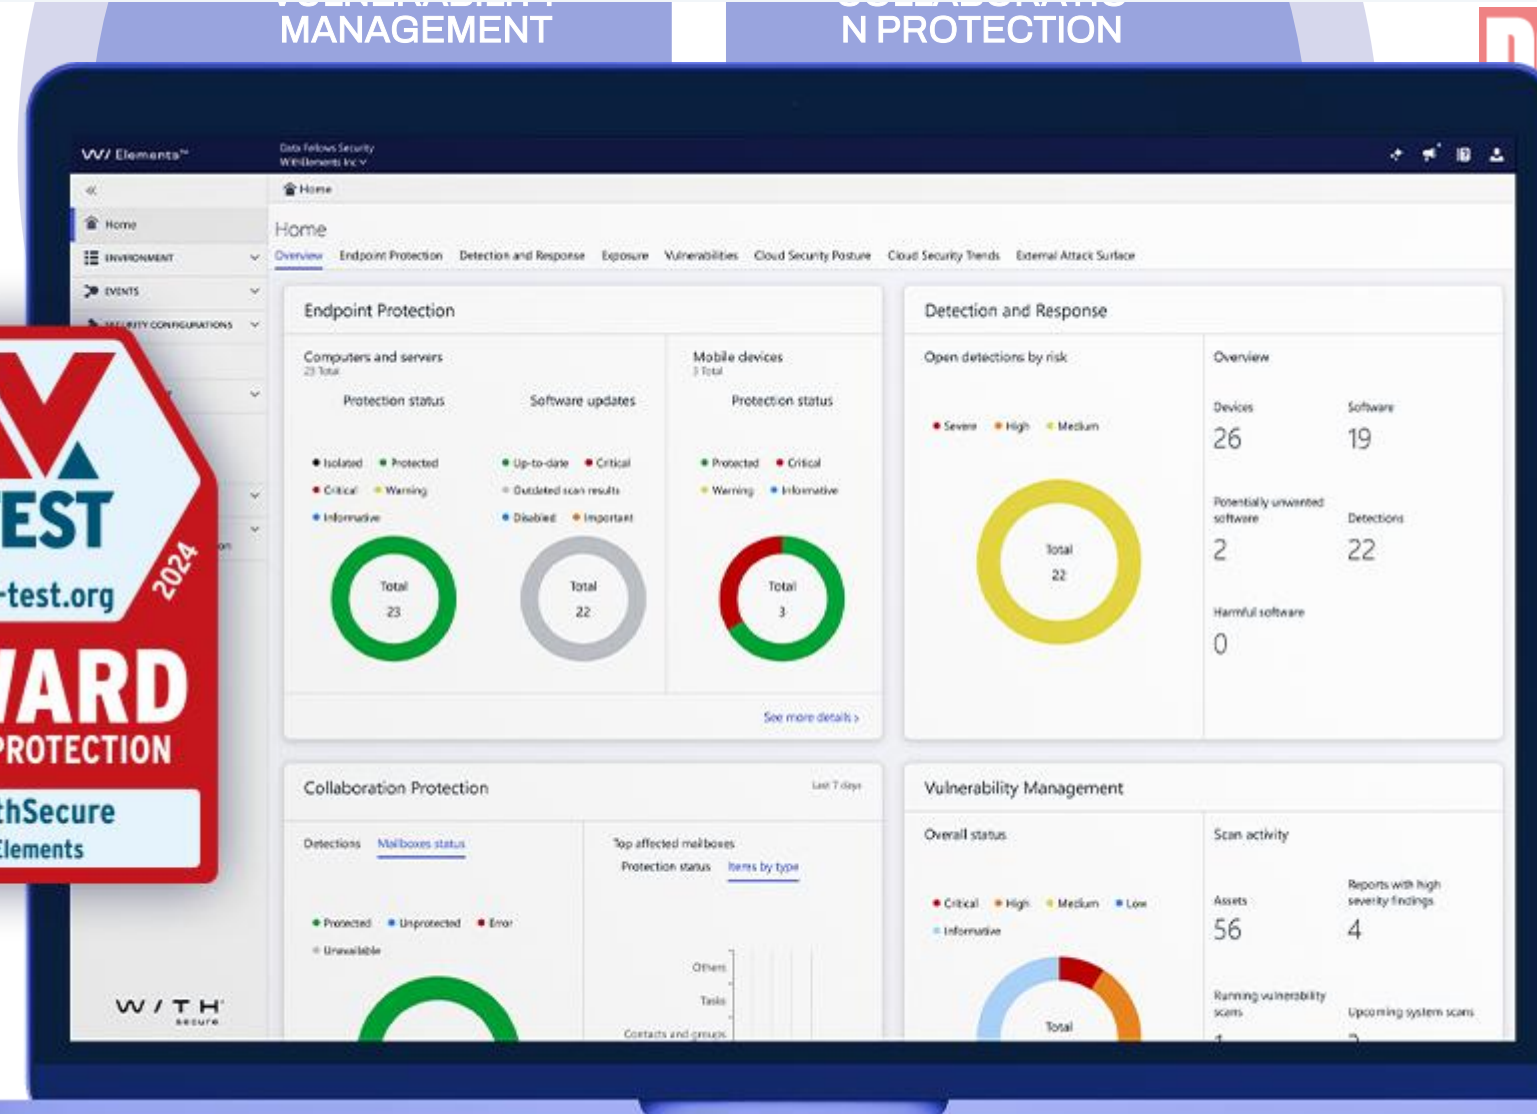 MANAGEMENT
N PROTECTION
W/ Elements™
Data Fellows Security
WithElements Inc
Home
Home
ENVIRONMENT
EVENTS
SECURITY CONFIGURATIONS
Home
Overview Endpoint Protection Detection and Response Exposure Vulnerabilities Cloud Security Posture Cloud Security Trends External Attack Surface
Endpoint Protection
Computers and servers
23 Total
Protection status
Isolated Protected
Critical Warning
Informative
Total
23
Software updates
Up-to-date Critical
Outdated scan results
Disabled Important
Total
22
Mobile devices
3 Total
Protection status
Protected Critical
Warning Informative
Total
3
See more details >
Detection and Response
Open detections by risk
Severe High Medium
Total
22
Overview
Devices
26
Software
19
Potentially unwanted
software
2
Detections
22
Harmful software
0
Collaboration Protection
Last 7 days
Detections Mailboxes status
Protected Unprotected Error
Unavailable
Top affected mailboxes
Protection status Items by type
Others
Tasks
Contacts and groups
Vulnerability Management
Overall status
Critical High Medium Low
Informative
Total
Scan activity
Assets
56
Reports with high
severity findings
4
Running vulnerability
scans
Upcoming system scans
W/TH
secure
EST
-test.org
2024
WARD
PROTECTION
thSecure
Elements